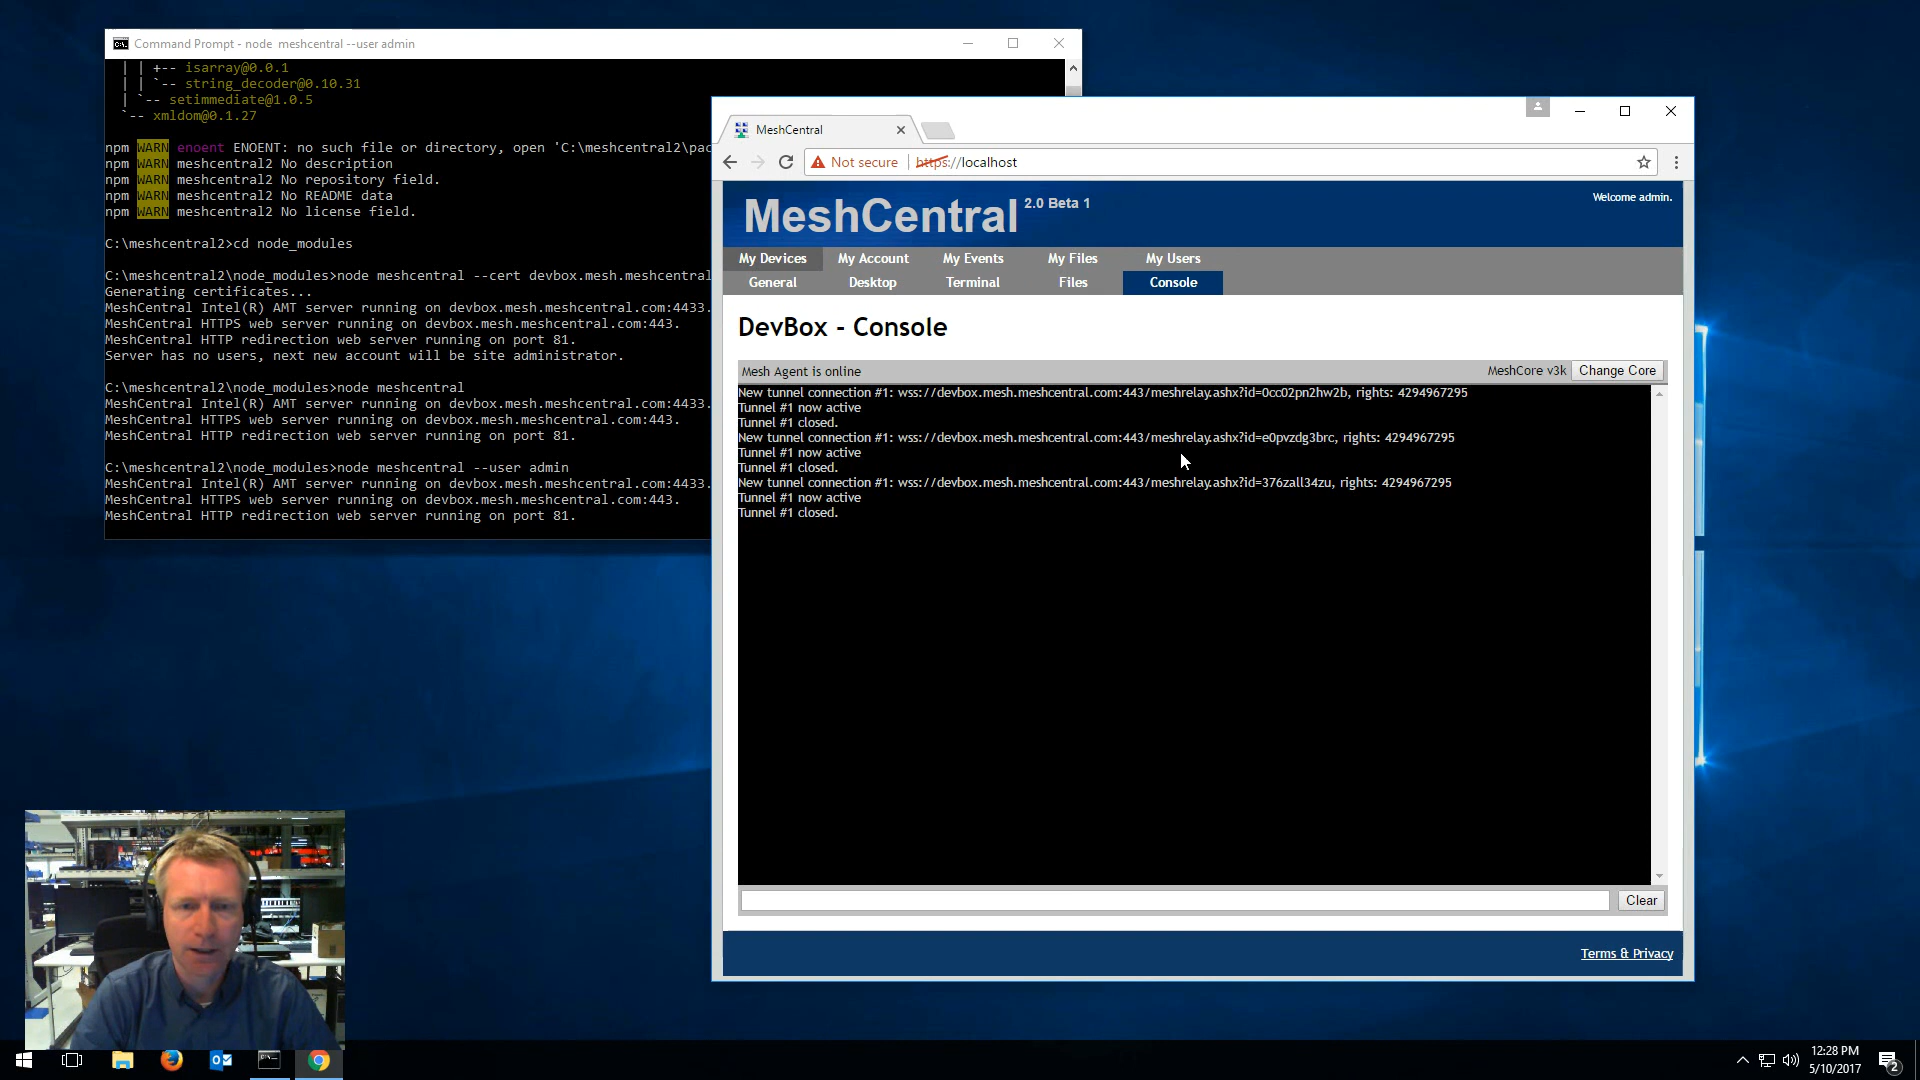 Command Prompt - node  meshcentral --user admin
| | +-- isarray@0.0.1
| | `-- string_decoder@0.10.31
| `-- setimmediate@1.0.5
`-- xmldom@0.1.27
npm WARN enoent ENOENT: no such file or directory, open 'C:\meshcentral2\pac
npm WARN meshcentral2 No description
npm WARN meshcentral2 No repository field.
npm WARN meshcentral2 No README data
npm WARN meshcentral2 No license field.
C:\meshcentral2>cd node_modules
C:\meshcentral2\node_modules>node meshcentral --cert devbox.mesh.meshcentral
Generating certificates...
MeshCentral Intel(R) AMT server running on devbox.mesh.meshcentral.com:4433.
MeshCentral HTTPS web server running on devbox.mesh.meshcentral.com:443.
MeshCentral HTTP redirection web server running on port 81.
Server has no users, next new account will be site administrator.
C:\meshcentral2\node_modules>node meshcentral
MeshCentral Intel(R) AMT server running on devbox.mesh.meshcentral.com:4433.
MeshCentral HTTPS web server running on devbox.mesh.meshcentral.com:443.
MeshCentral HTTP redirection web server running on port 81.
C:\meshcentral2\node_modules>node meshcentral --user admin
MeshCentral Intel(R) AMT server running on devbox.mesh.meshcentral.com:4433.
MeshCentral HTTPS web server running on devbox.mesh.meshcentral.com:443.
MeshCentral HTTP redirection web server running on port 81.
MeshCentral
Not secure | https://localhost
MeshCentral 2.0 Beta 1
Welcome admin.
My Devices My Account My Events My Files My Users
General Desktop Terminal Files Console
DevBox - Console
Mesh Agent is online MeshCore v3k Change Core
New tunnel connection #1: wss://devbox.mesh.meshcentral.com:443/meshrelay.ashx?id=0cc02pn2hw2b, rights: 4294967295
Tunnel #1 now active
Tunnel #1 closed.
New tunnel connection #1: wss://devbox.mesh.meshcentral.com:443/meshrelay.ashx?id=e0pvzdg3brc, rights: 4294967295
Tunnel #1 now active
Tunnel #1 closed.
New tunnel connection #1: wss://devbox.mesh.meshcentral.com:443/meshrelay.ashx?id=376zall34zu, rights: 4294967295
Tunnel #1 now active
Tunnel #1 closed.
Clear
Terms & Privacy
12:28 PM
5/10/2017
2